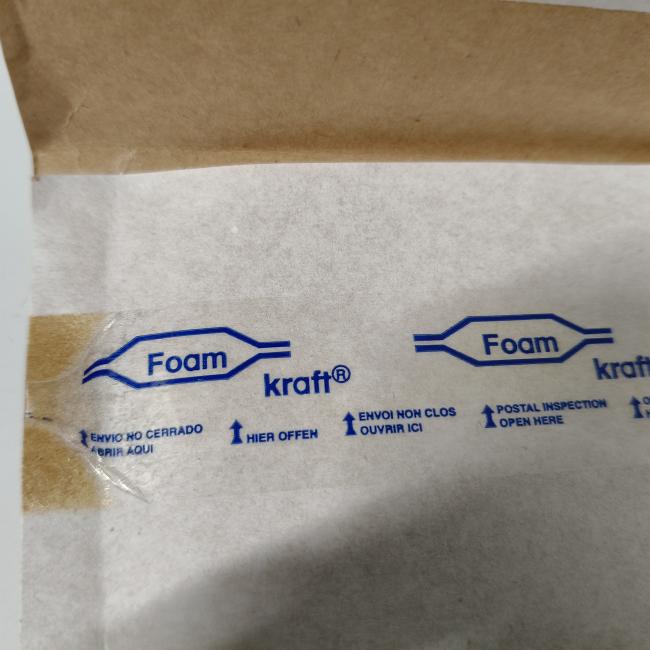 Foam
kraft®
Foam
kraft
ENVIO NO CERRADO
ABRIR AQUI
HIER OFFEN
ENVOI NON CLOS
OUVRIR ICI
POSTAL INSPECTION
OPEN HERE